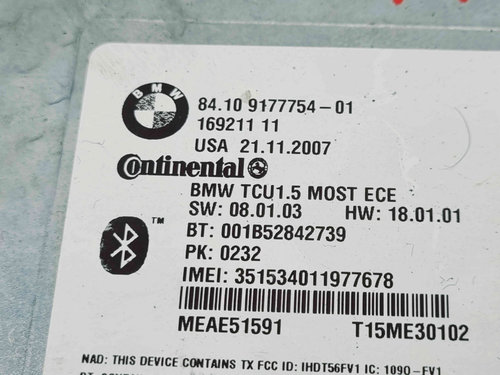 BMW
84.10 9177754-01
169211 11
USA 21.11.2007
Continental
BMW TCU1.5 MOST ECE
SW: 08.01.03 HW: 18.01.01
TM
BT: 001B52842739
PK: 0232
IMEI: 351534011977678
MEAE51591 T15ME30102
NAD: THIS DEVICE CONTAINS TX FCC ID: IHDT56FV1 IC: 1090-FV1